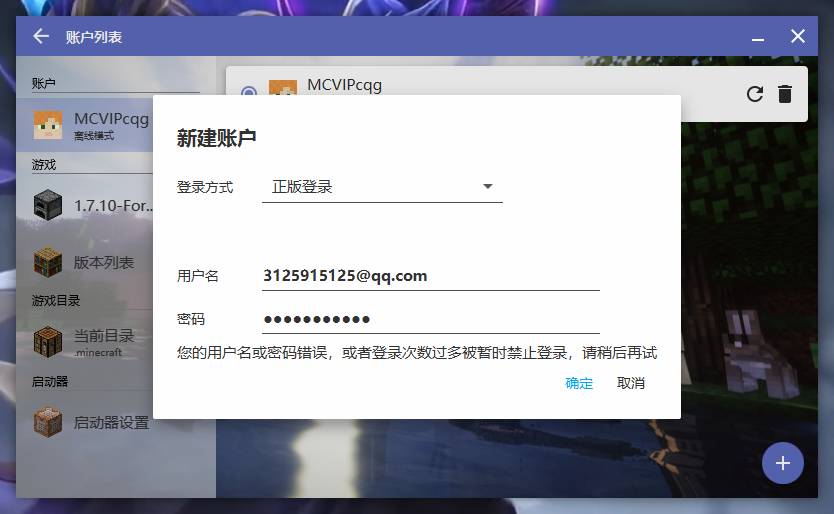 账户列表
账户
MCVIPcqg
离线模式
游戏
1.7.10-For...
版本列表
游戏目录
当前目录
.minecraft
启动器
启动器设置
MCVIPcqg
新建账户
登录方式 正版登录
用户名 3125915125@qq.com
密码 ●●●●●●●●●●●
您的用户名或密码错误，或者登录次数过多被暂时禁止登录，请稍后再试
确定 取消